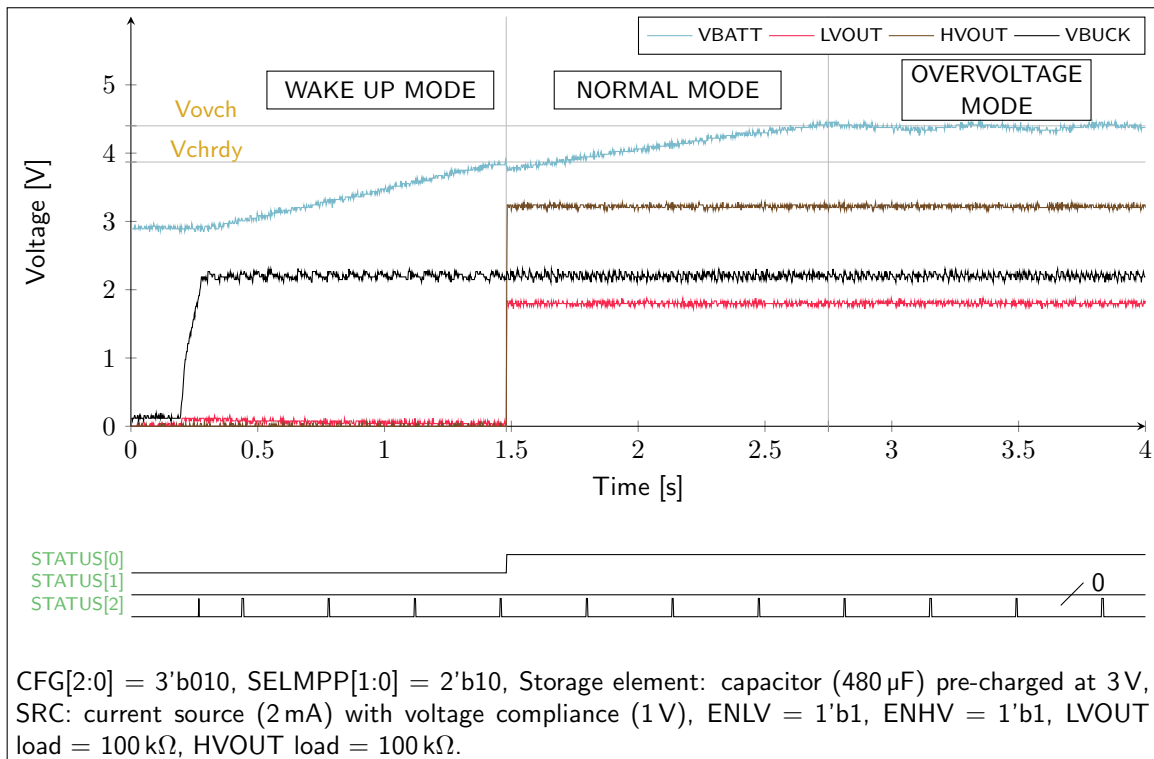 VBATT LVOUT HVOUT VBUCK
WAKE UP MODE
NORMAL MODE
OVERVOLTAGE
MODE
Vovch
Vchrdy
5
4
3
2
1
0
Voltage [V]
0 0.5 1 1.5 2 2.5 3 3.5 4
Time [s]
STATUS[0]
STATUS[1]
STATUS[2]
0
CFG[2:0] = 3'b010, SELMPP[1:0] = 2'b10, Storage element: capacitor (480 µF) pre-charged at 3 V,
SRC: current source (2 mA) with voltage compliance (1 V), ENLV = 1'b1, ENHV = 1'b1, LVOUT
load = 100 kΩ, HVOUT load = 100 kΩ.